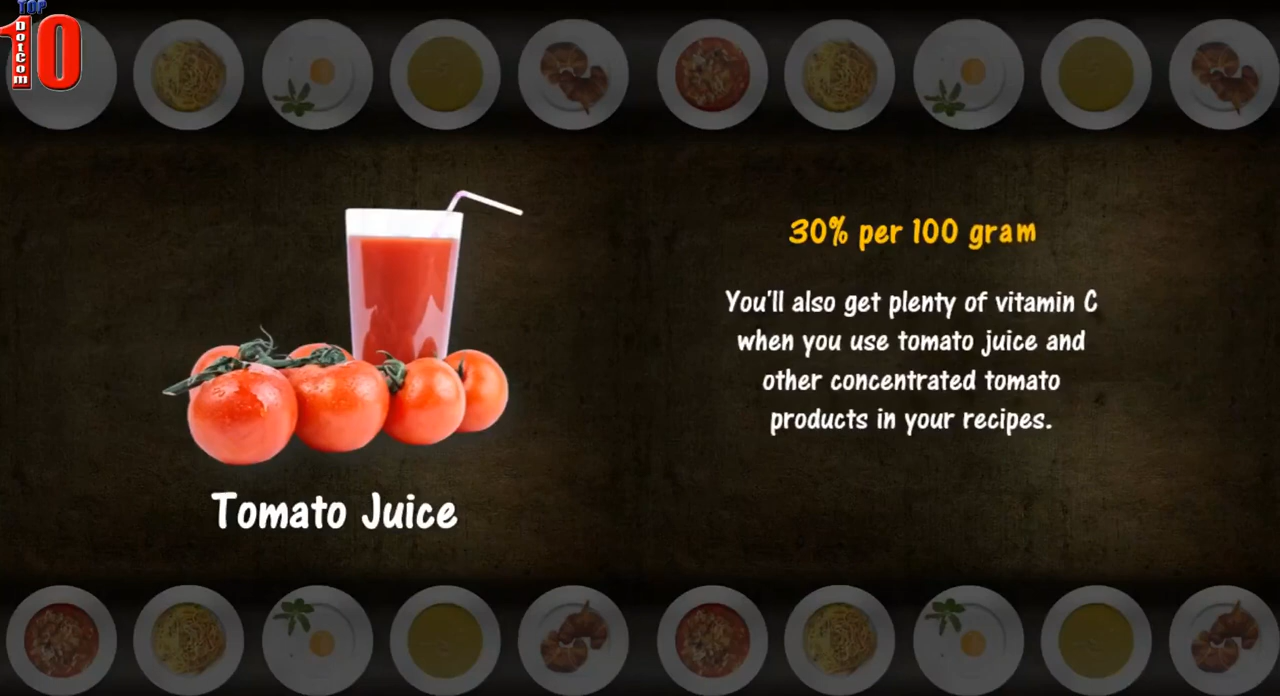 TOP
10
DotCom
30% per 100 gram
You'll also get plenty of vitamin C
when you use tomato juice and
other concentrated tomato
products in your recipes.
Tomato Juice